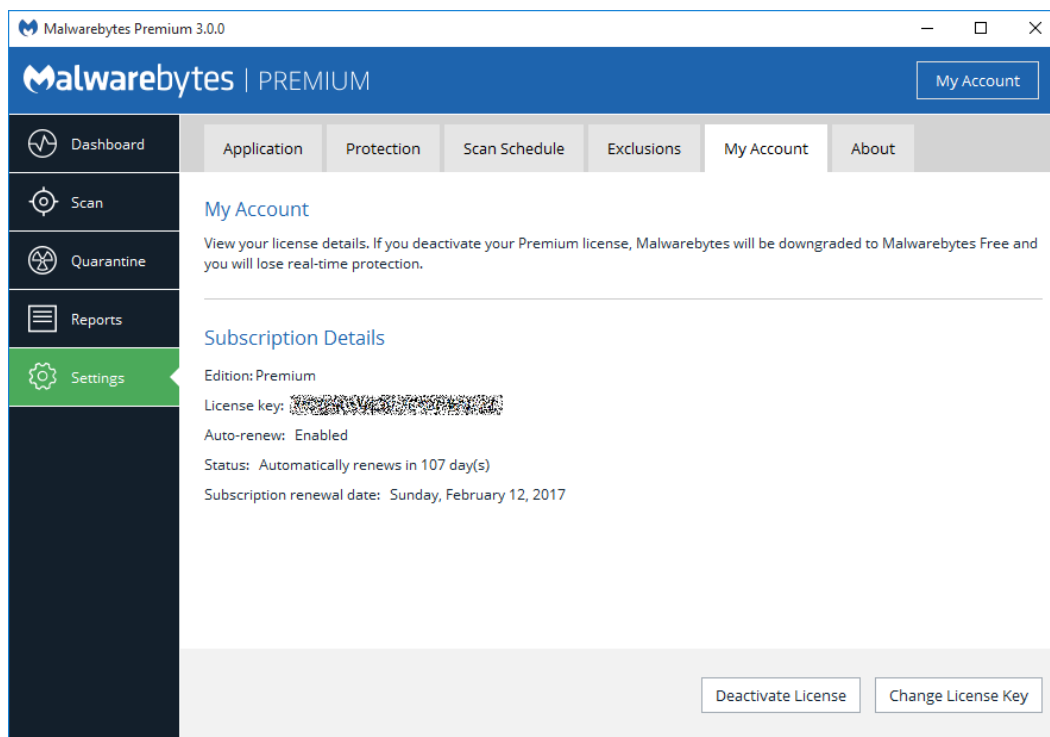 Malwarebytes Premium 3.0.0
Malwarebytes | PREMIUM
My Account
Dashboard
Scan
Quarantine
Reports
Settings
Application
Protection
Scan Schedule
Exclusions
My Account
About
My Account
View your license details. If you deactivate your Premium license, Malwarebytes will be downgraded to Malwarebytes Free and
you will lose real-time protection.
Subscription Details
Edition: Premium
License key:
Auto-renew: Enabled
Status: Automatically renews in 107 day(s)
Subscription renewal date: Sunday, February 12, 2017
Deactivate License
Change License Key